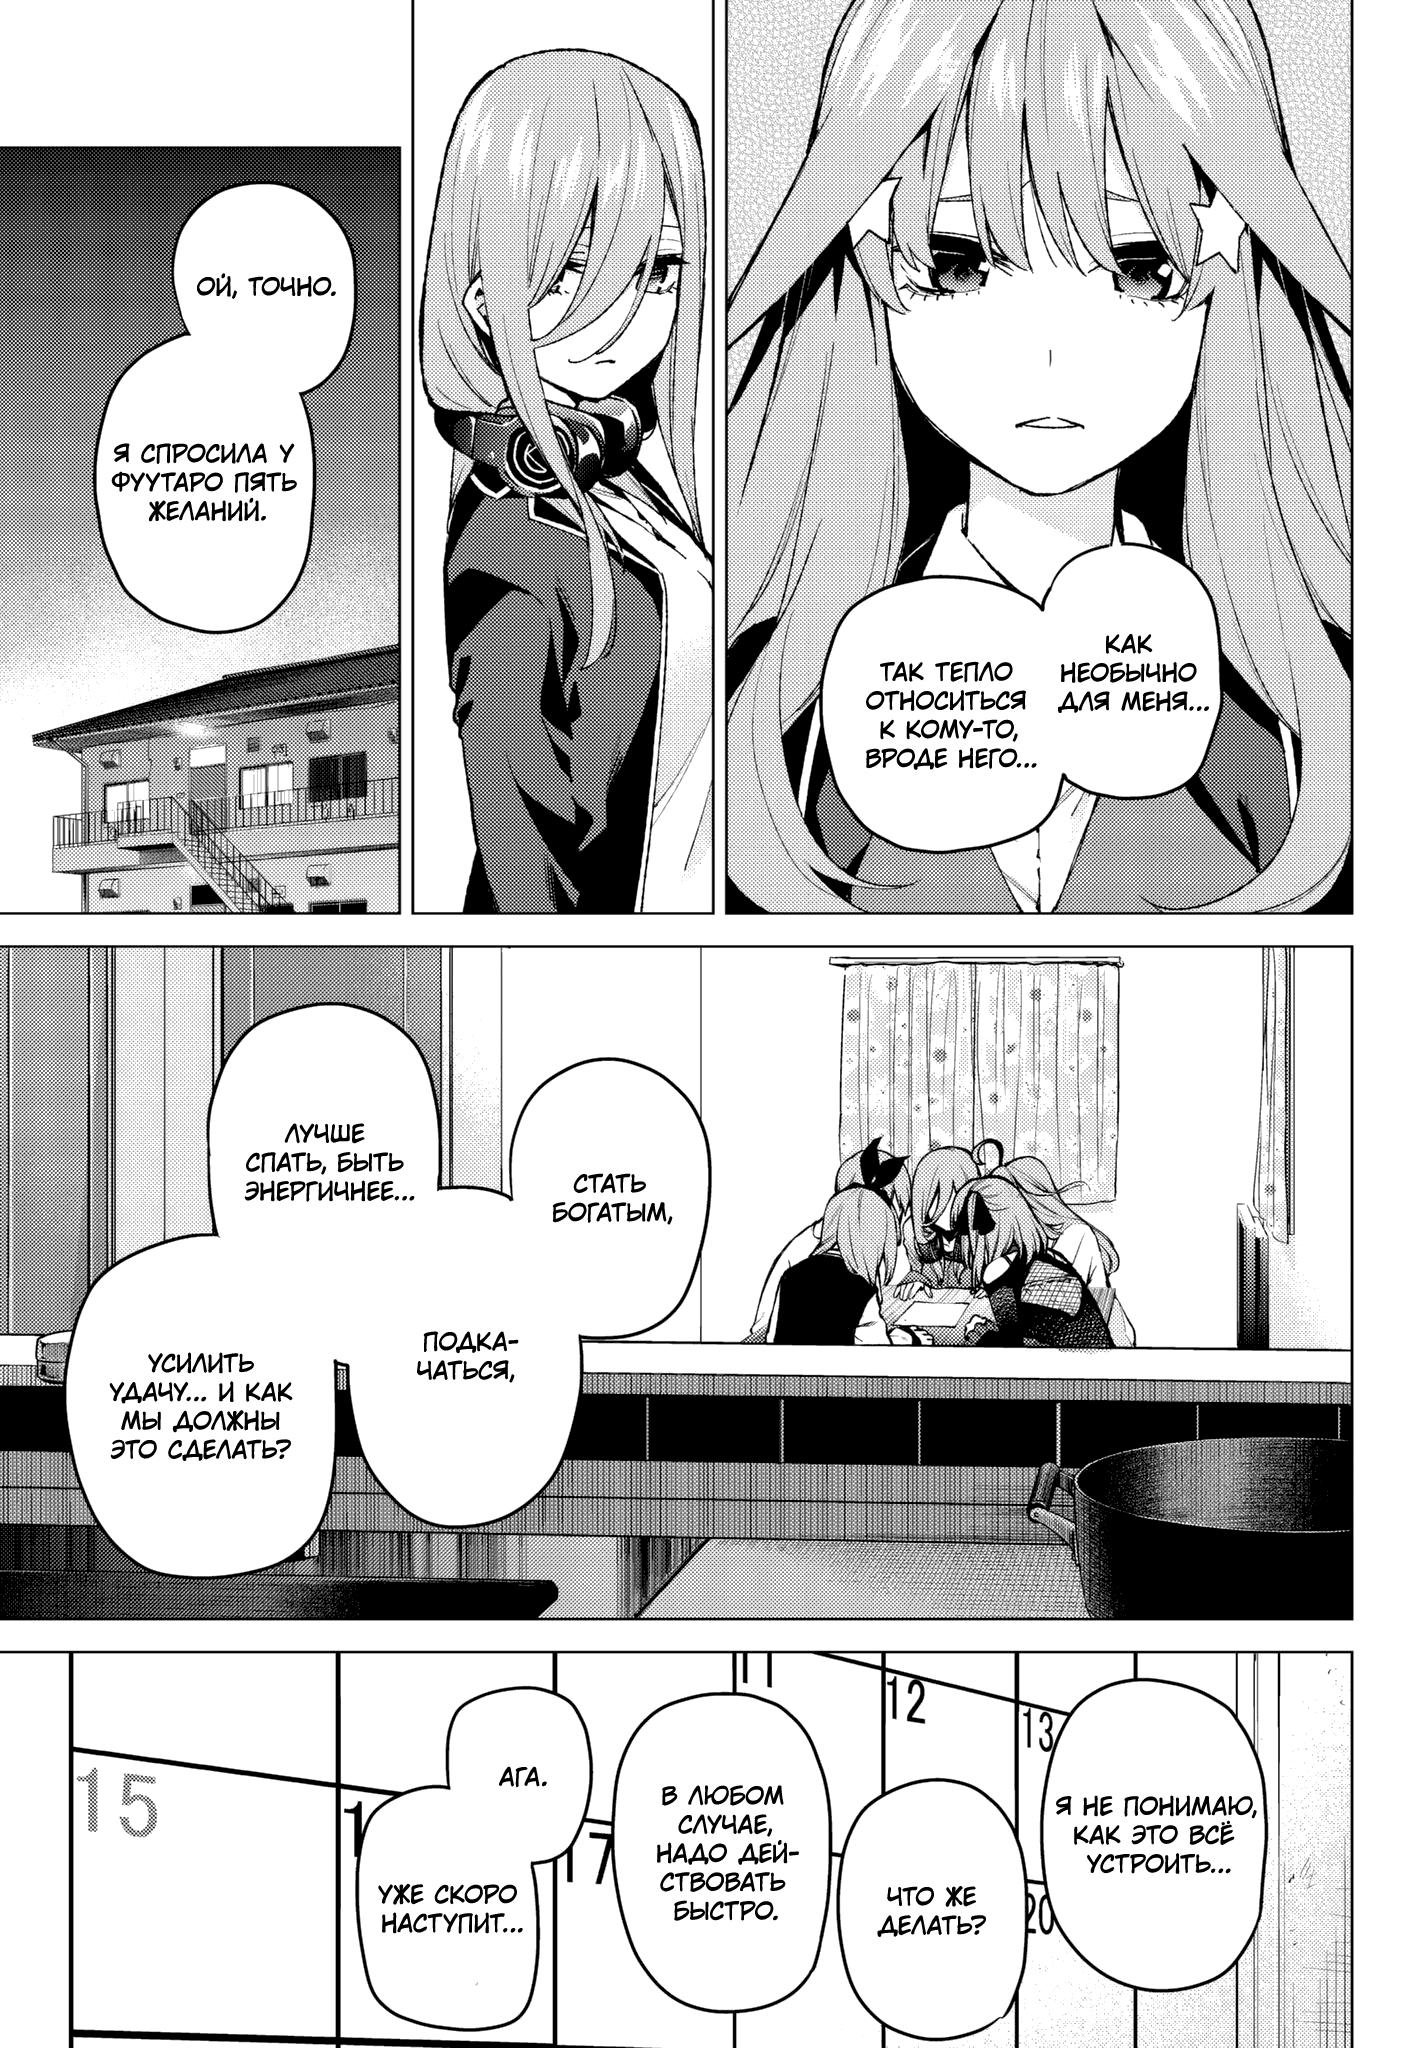 КАК
НЕОБЫЧНО
ДЛЯ МЕНЯ...
ТАК ТЕПЛО
ОТНОСИТЬСЯ
К КОМУ-ТО,
ВРОДЕ НЕГО...
ОЙ, ТОЧНО.
Я СПРОСИЛА У
ФУУТАРО ПЯТЬ
ЖЕЛАНИЙ.
СТАТЬ
БОГАТЫМ,
ПОДКА-
ЧАТЬСЯ,
ЛУЧШЕ
СПАТЬ, БЫТЬ
ЭНЕРГИЧНЕЕ...
УСИЛИТЬ
УДАЧУ... И КАК
МЫ ДОЛЖНЫ
ЭТО СДЕЛАТЬ?
Я НЕ ПОНИМАЮ,
КАК ЭТО ВСЁ
УСТРОИТЬ...
ЧТО ЖЕ
ДЕЛАТЬ?
В ЛЮБОМ
СЛУЧАЕ,
НАДО ДЕЙ-
СТВОВАТЬ
БЫСТРО.
АГА.
УЖЕ СКОРО
НАСТУПИТ...
11
12
13
15
17
20